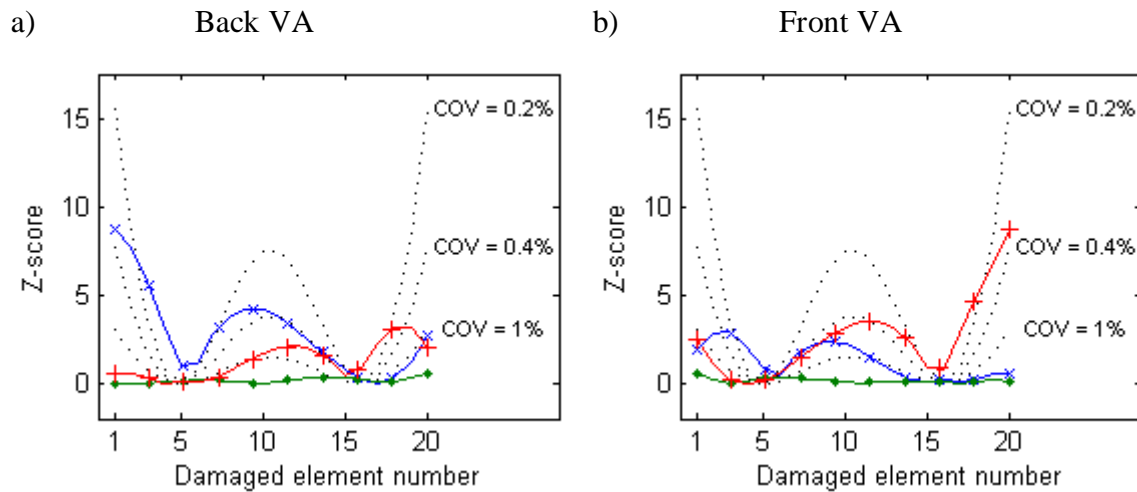 a) Back VA
b) Front VA
Z-score
15
10
5
0
1 5 10 15 20
Damaged element number
COV = 0.2%
COV = 0.4%
COV = 1%
Z-score
15
10
5
0
1 5 10 15 20
Damaged element number
COV = 0.2%
COV = 0.4%
COV = 1%